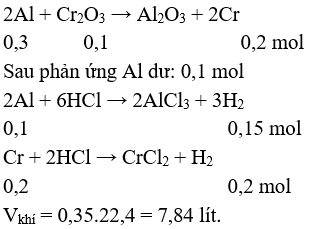 2Al + Cr₂O₃ → Al₂O₃ + 2Cr
0,3 0,1 0,2 mol
Sau phản ứng Al dư: 0,1 mol
2Al + 6HCl → 2AlCl₃ + 3H₂
0,1 0,15 mol
Cr + 2HCl → CrCl₂ + H₂
0,2 0,2 mol
Vₖₕí = 0,35.22,4 = 7,84 lít.